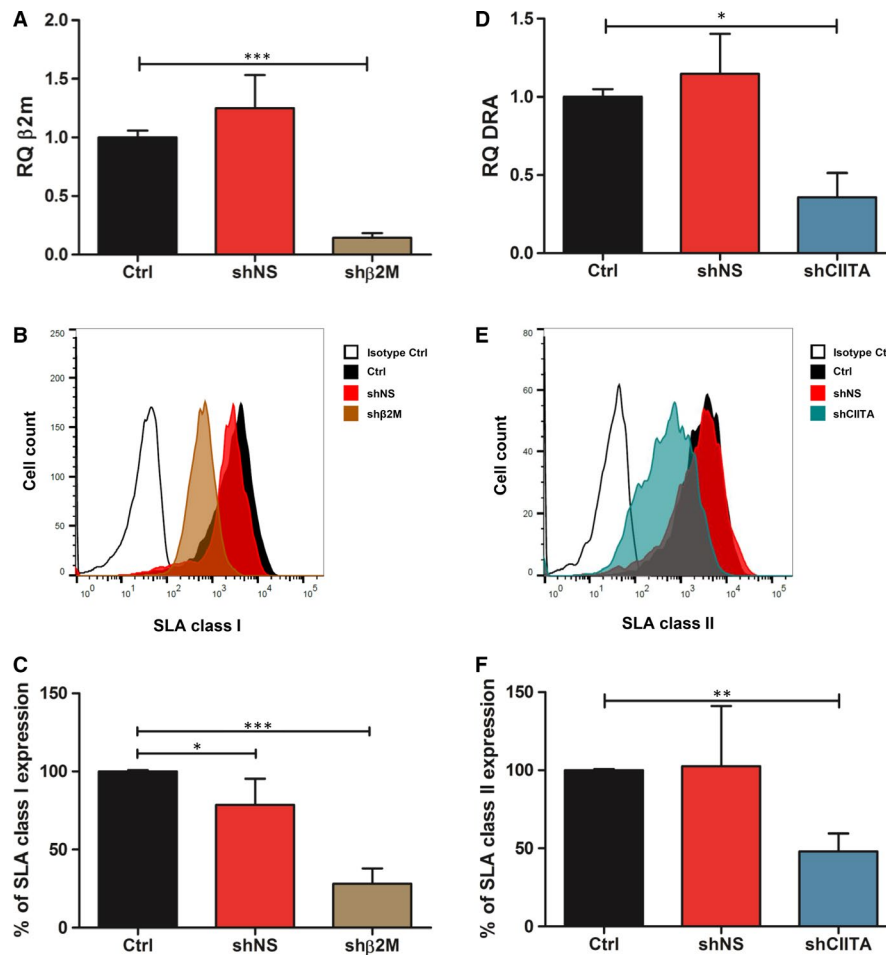 A
RQ β2m
2.0
1.5
1.0
0.5
0.0
***
Ctrl
shNS
shβ2M
D
RQ DRA
1.5
1.0
0.5
0.0
*
Ctrl
shNS
shCIITA
B
Cell count
250
200
150
100
50
0
10^0
10^1
10^2
10^3
10^4
10^5
SLA class I
Isotype Ctrl
Ctrl
shNS
shβ2M
E
Cell count
80
60
40
20
0
10^0
10^1
10^2
10^3
10^4
10^5
SLA class II
Isotype Ct
Ctrl
shNS
shCIITA
C
% of SLA class I expression
150
100
50
0
***
*
Ctrl
shNS
shβ2M
F
% of SLA class II expression
150
100
50
0
**
Ctrl
shNS
shCIITA